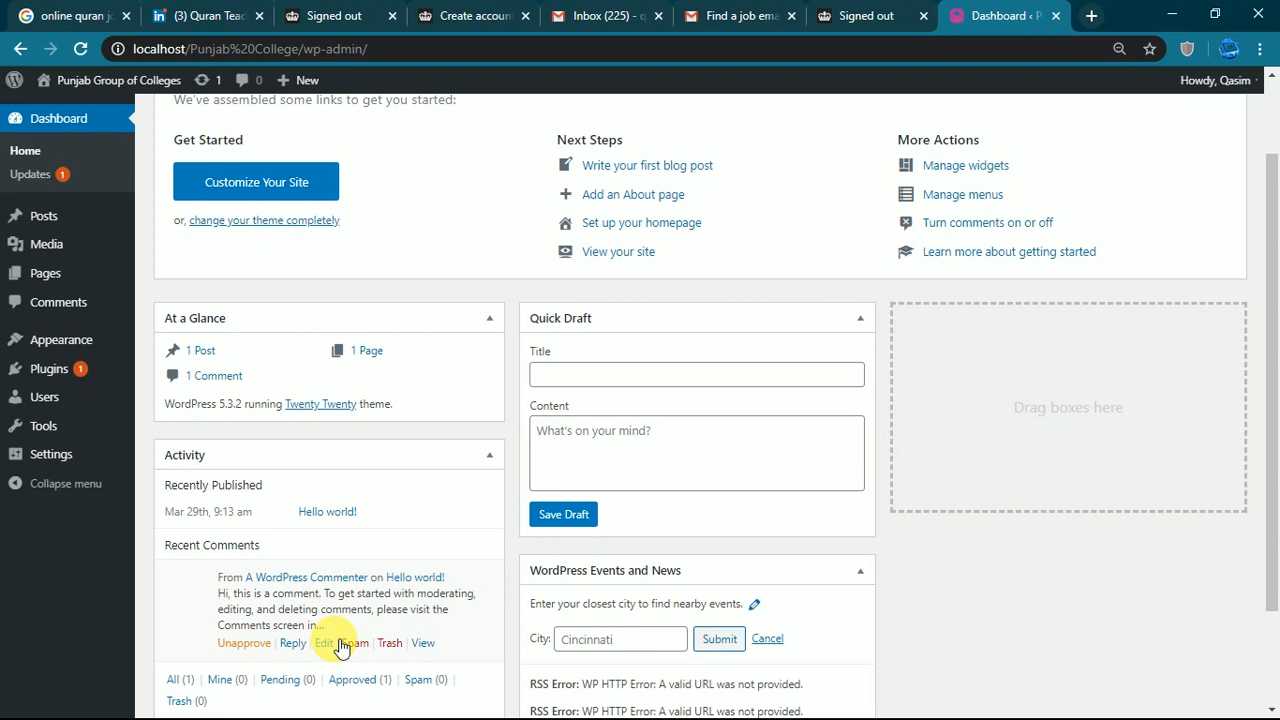 online quran jo
(3) Quran Teac
Signed out
Create accoun
Inbox (225) - q
Find a job em
Signed out
Dashboard ‹ P
localhost/Punjab%20College/wp-admin/
Punjab Group of Colleges
1
0
New
Howdy, Qasim
Dashboard
Home
Updates 1
Posts
Media
Pages
Comments
Appearance
Plugins 1
Users
Tools
Settings
Collapse menu
We've assembled some links to get you started:
Get Started
Customize Your Site
or, change your theme completely
Next Steps
Write your first blog post
Add an About page
Set up your homepage
View your site
More Actions
Manage widgets
Manage menus
Turn comments on or off
Learn more about getting started
At a Glance
1 Post
1 Page
1 Comment
WordPress 5.3.2 running Twenty Twenty theme.
Activity
Recently Published
Mar 29th, 9:13 am
Hello world!
Recent Comments
From A WordPress Commenter on Hello world!
Hi, this is a comment. To get started with moderating,
editing, and deleting comments, please visit the
Comments screen in...
Unapprove | Reply | Edit | Spam | Trash | View
All (1) | Mine (0) | Pending (0) | Approved (1) | Spam (0) |
Trash (0)
Quick Draft
Title
Content
What's on your mind?
Save Draft
WordPress Events and News
Enter your closest city to find nearby events.
City: Cincinnati Submit Cancel
RSS Error: WP HTTP Error: A valid URL was not provided.
RSS Error: WP HTTP Error: A valid URL was not provided.
Drag boxes here